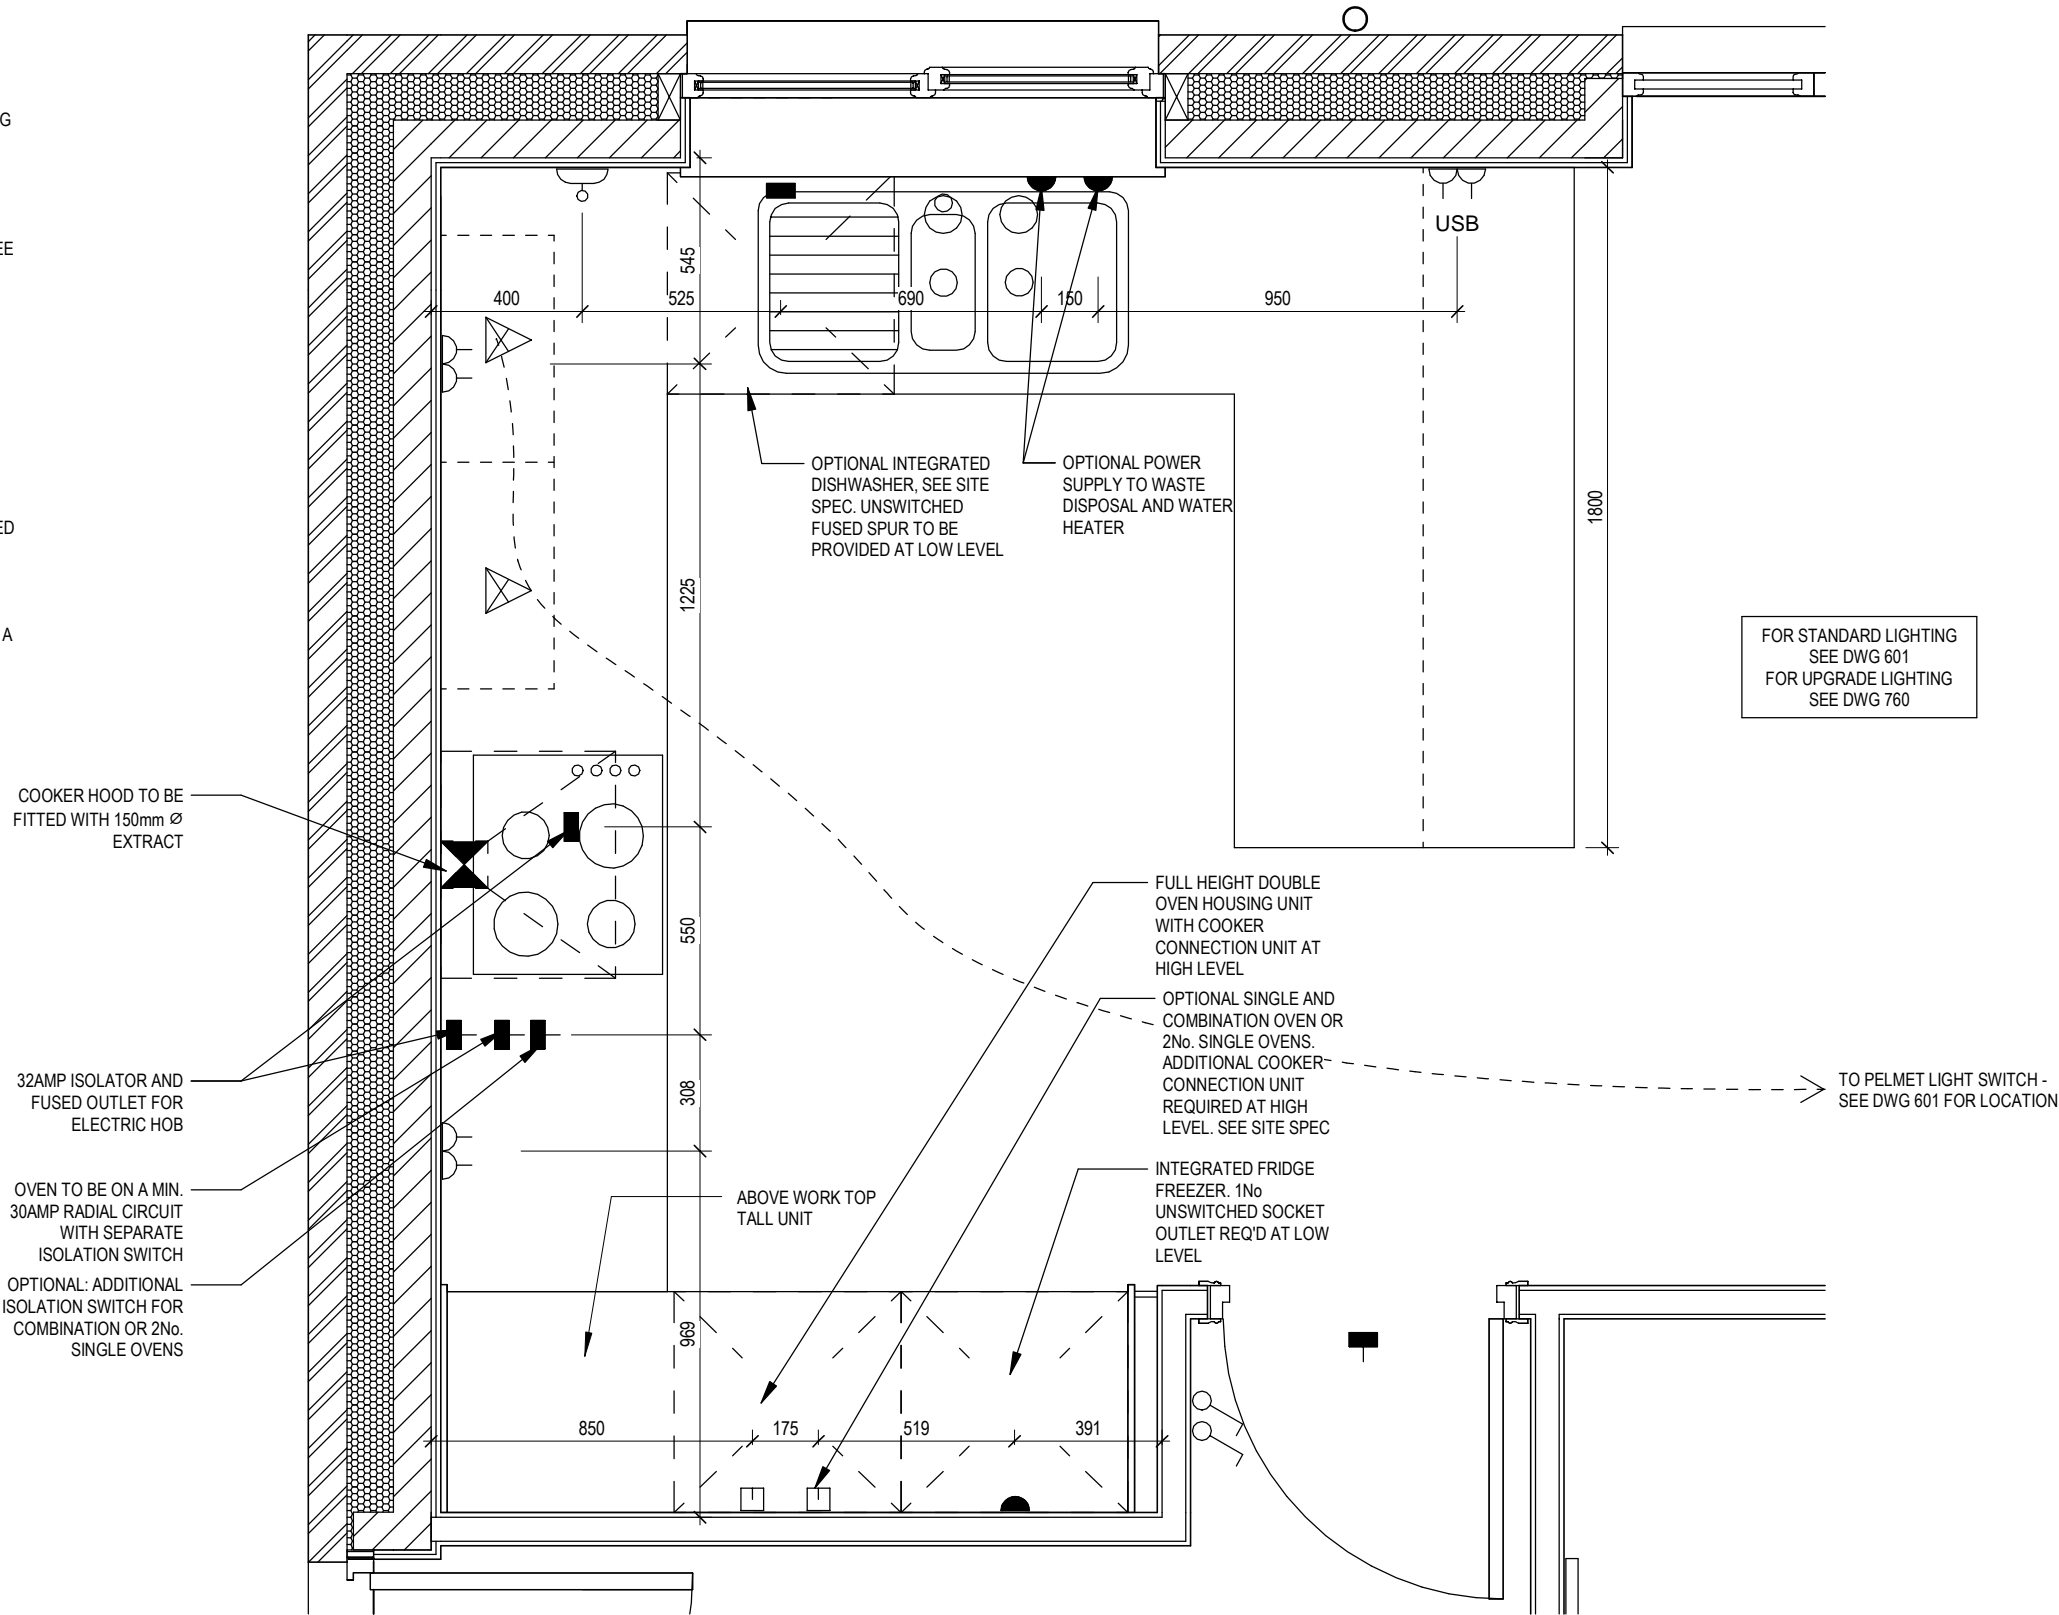 G
EE
ED
A
USB
545
400
525
690
150
950
OPTIONAL INTEGRATED
DISHWASHER, SEE SITE
SPEC. UNSWITCHED
FUSED SPUR TO BE
PROVIDED AT LOW LEVEL
OPTIONAL POWER
SUPPLY TO WASTE
DISPOSAL AND WATER
HEATER
1800
1225
FOR STANDARD LIGHTING
SEE DWG 601
FOR UPGRADE LIGHTING
SEE DWG 760
COOKER HOOD TO BE
FITTED WITH 150mm Ø
EXTRACT
550
FULL HEIGHT DOUBLE
OVEN HOUSING UNIT
WITH COOKER
CONNECTION UNIT AT
HIGH LEVEL
OPTIONAL SINGLE AND
COMBINATION OVEN OR
2No. SINGLE OVENS.
ADDITIONAL COOKER
CONNECTION UNIT
REQUIRED AT HIGH
LEVEL. SEE SITE SPEC
32AMP ISOLATOR AND
FUSED OUTLET FOR
ELECTRIC HOB
308
TO PELMET LIGHT SWITCH -
SEE DWG 601 FOR LOCATION
OVEN TO BE ON A MIN.
30AMP RADIAL CIRCUIT
WITH SEPARATE
ISOLATION SWITCH
ABOVE WORK TOP
TALL UNIT
INTEGRATED FRIDGE
FREEZER. 1No
UNSWITCHED SOCKET
OUTLET REQ'D AT LOW
LEVEL
OPTIONAL: ADDITIONAL
ISOLATION SWITCH FOR
COMBINATION OR 2No.
SINGLE OVENS
969
850
175
519
391